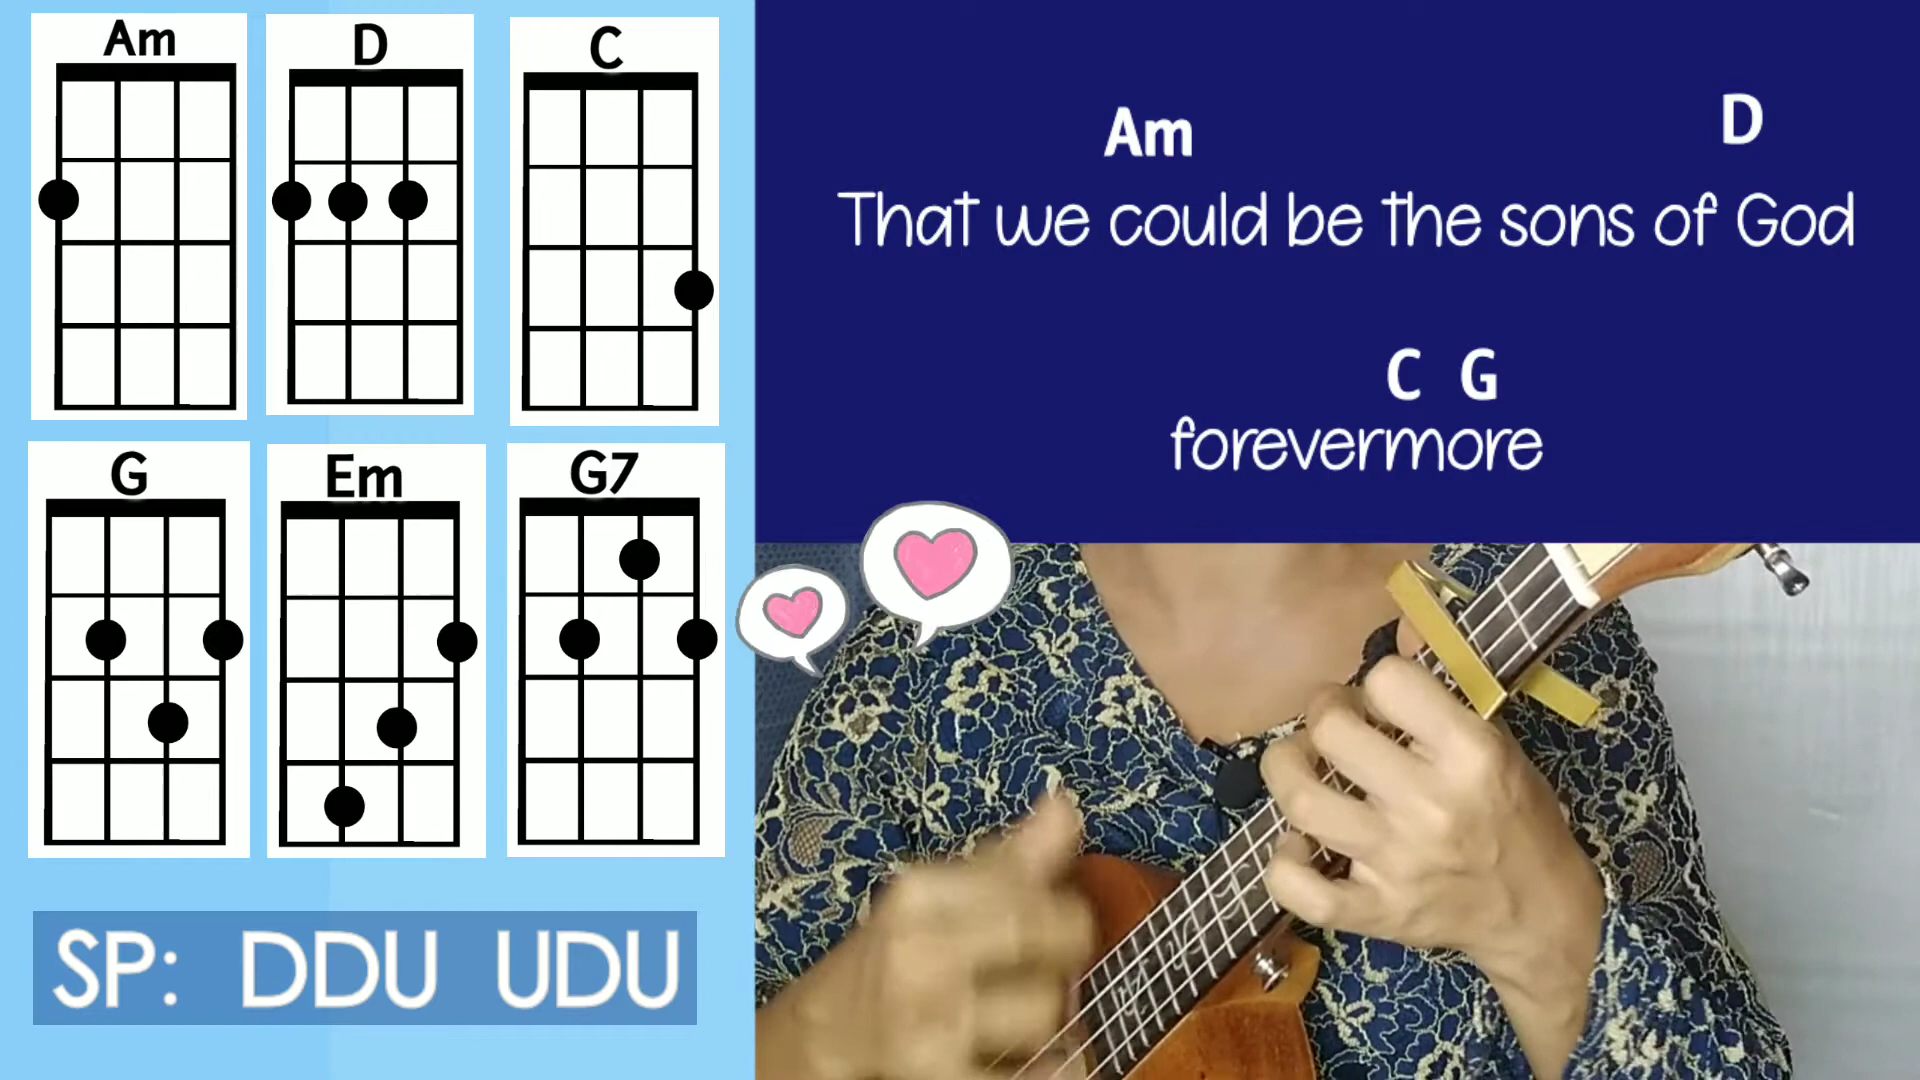 Am D C
G Em G7
SP: DDU UDU
Am D
That we could be the sons of God
C G
forevermore